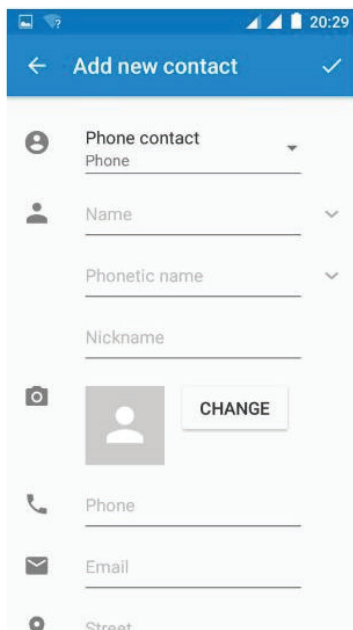 20:29
Add new contact
Phone contact
Phone
Name
Phonetic name
Nickname
CHANGE
Phone
Email
Street